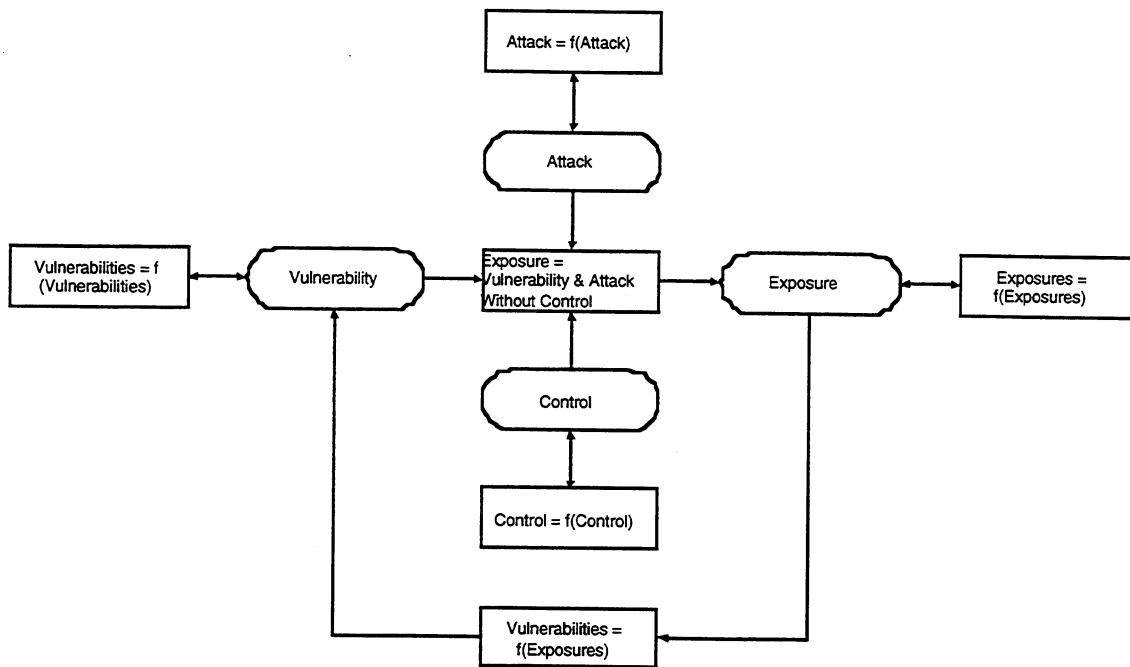 Attack = f(Attack)
Attack
Vulnerabilities = f
(Vulnerabilities)
Vulnerability
Exposure =
Vulnerability & Attack
Without Control
Exposure
Exposures =
f(Exposures)
Control
Control = f(Control)
Vulnerabilities =
f(Exposures)